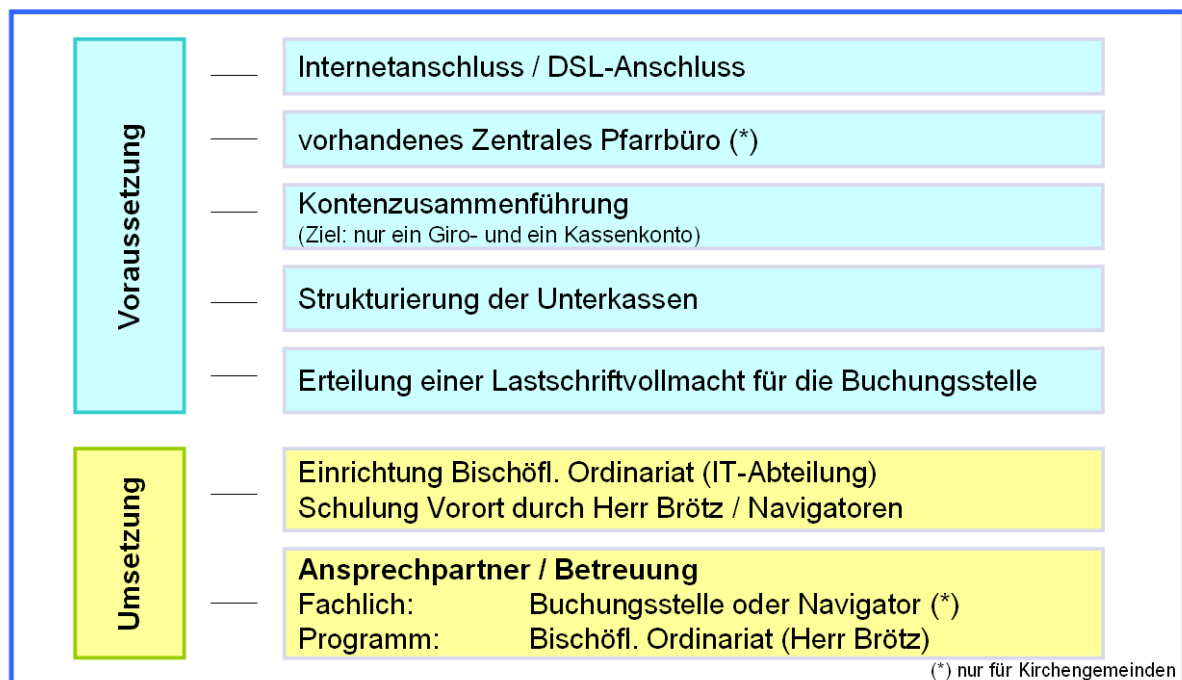 Voraussetzung
Internetanschluss / DSL-Anschluss
vorhandenes Zentrales Pfarrbüro (*)
Kontenzusammenführung
(Ziel: nur ein Giro- und ein Kassenkonto)
Strukturierung der Unterkassen
Erteilung einer Lastschriftvollmacht für die Buchungsstelle
Umsetzung
Einrichtung Bischöfl. Ordinariat (IT-Abteilung)
Schulung Vorort durch Herr Brötz / Navigatoren
Ansprechpartner / Betreuung
Fachlich: Buchungsstelle oder Navigator (*)
Programm: Bischöfl. Ordinariat (Herr Brötz)
(*) nur für Kirchengemeinden